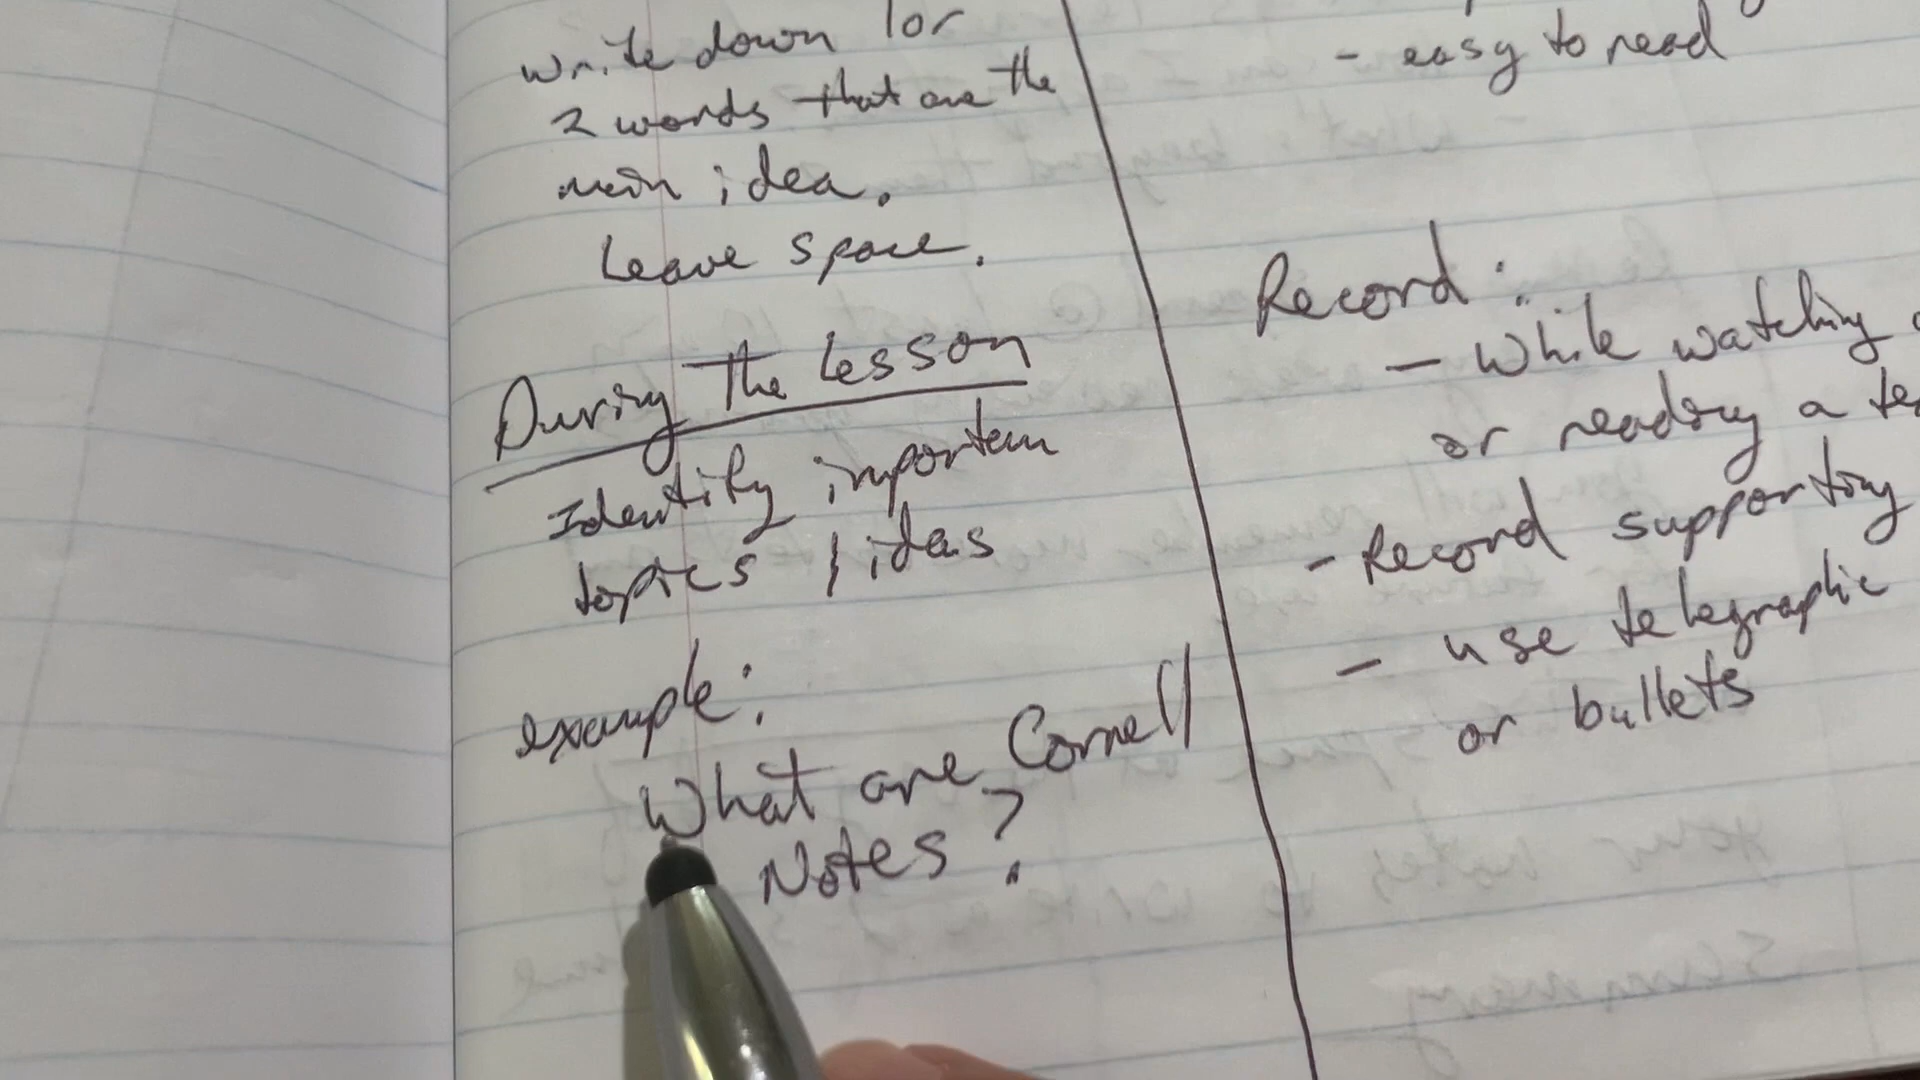 write down 1 or
2 words that are the
main idea.
Leave space.
During The Lesson
Identify importan
topics / ideas
example:
What are Cornell
Notes?
- easy to read
Record:
- While watching
or reading a te
- Record supporting
- use telegraphic
or bullets